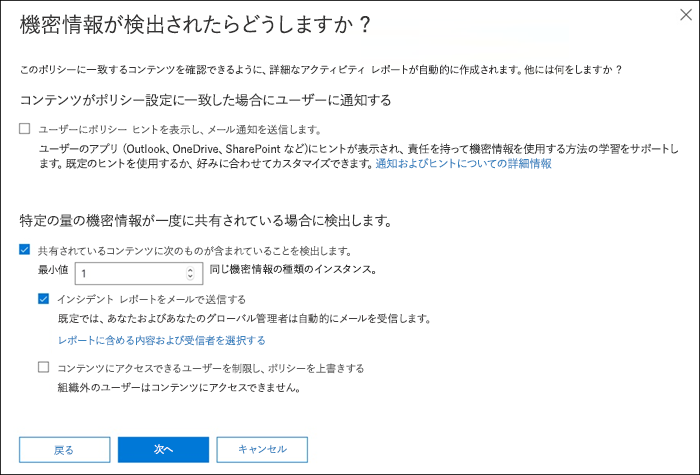 機密情報が検出されたらどうしますか？
このポリシーに一致するコンテンツを確認できるように、詳細なアクティビティ レポートが自動的に作成されます。他には何をしますか？
コンテンツがポリシー設定に一致した場合にユーザーに通知する
ユーザーにポリシー ヒントを表示し、メール通知を送信します。
ユーザーのアプリ (Outlook、OneDrive、SharePoint など)にヒントが表示され、責任を持って機密情報を使用する方法の学習をサポートしま
す。既定のヒントを使用するか、好みに合わせてカスタマイズできます。通知およびヒントについての詳細情報
特定の量の機密情報が一度に共有されている場合に検出します。
共有されているコンテンツに次のものが含まれていることを検出します。
最小値 1 同じ機密情報の種類のインスタンス。
インシデント レポートをメールで送信する
既定では、あなたおよびあなたのグローバル管理者は自動的にメールを受信します。
レポートに含める内容および受信者を選択する
コンテンツにアクセスできるユーザーを制限し、ポリシーを上書きする
組織外のユーザーはコンテンツにアクセスできません。
戻る 次へ キャンセル